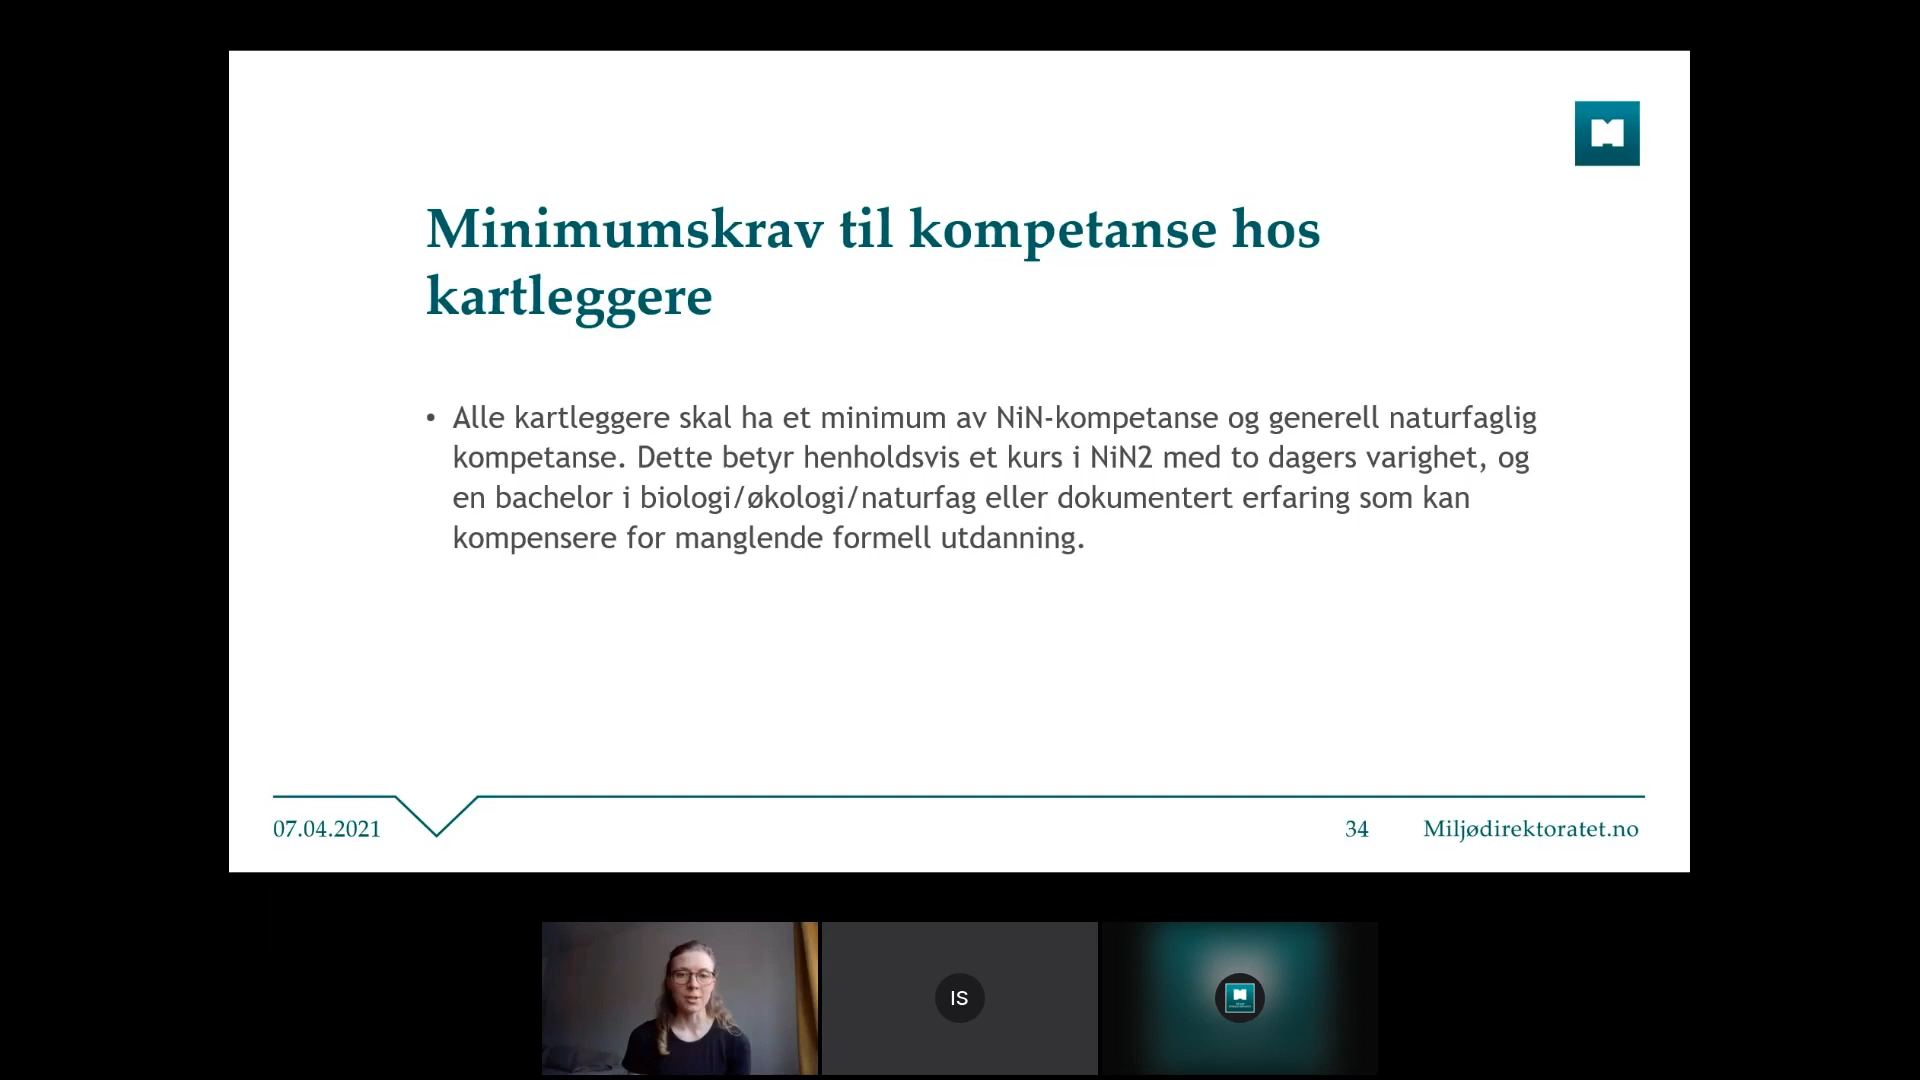 Minimumskrav til kompetanse hos
kartleggere
• Alle kartleggere skal ha et minimum av NiN-kompetanse og generell naturfaglig
kompetanse. Dette betyr henholdsvis et kurs i NiN2 med to dagers varighet, og
en bachelor i biologi/økologi/naturfag eller dokumentert erfaring som kan
kompensere for manglende formell utdanning.
07.04.2021
34
Miljødirektoratet.no
IS